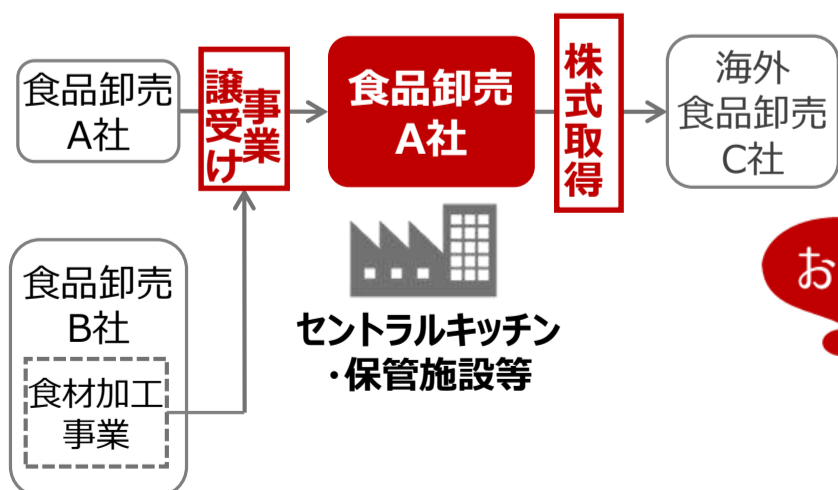 食品卸売
A社
事業
譲受け
食品卸売
A社
株式取得
海外
食品卸売
C社
食品卸売
B社
食材加工
事業
セントラルキッチン
・保管施設等
お